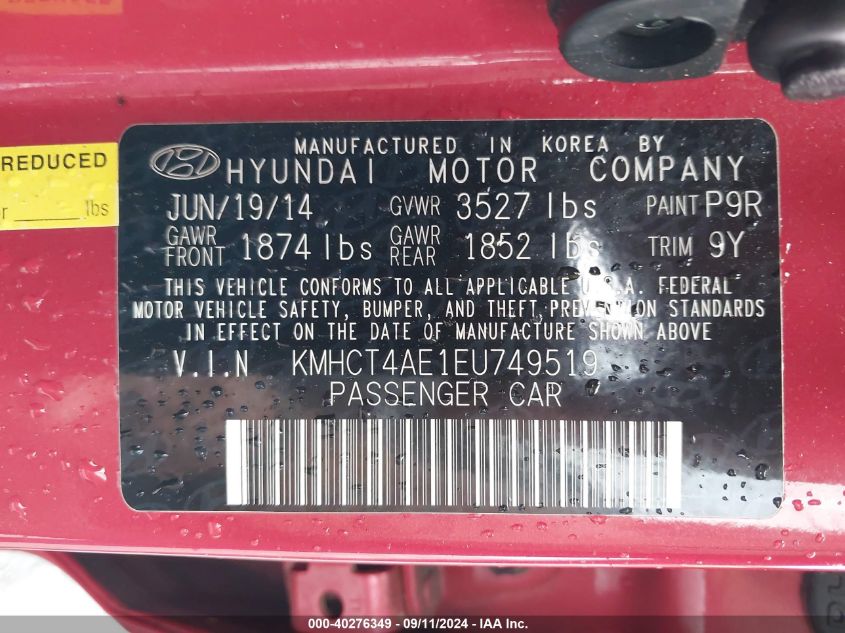 REDUCED
lbs
MANUFACTURED IN KOREA BY
HYUNDAI MOTOR COMPANY
JUN/19/14 GVWR 3527 lbs PAINT P9R
GAWR FRONT 1874 lbs GAWR REAR 1852 lbs TRIM 9Y
THIS VEHICLE CONFORMS TO ALL APPLICABLE U.S.A. FEDERAL
MOTOR VEHICLE SAFETY, BUMPER, AND THEFT PREVENTION STANDARDS
IN EFFECT ON THE DATE OF MANUFACTURE SHOWN ABOVE
V.I.N KMHCT4AE1EU749519
PASSENGER CAR
000-40276349 - 09/11/2024 - IAA Inc.